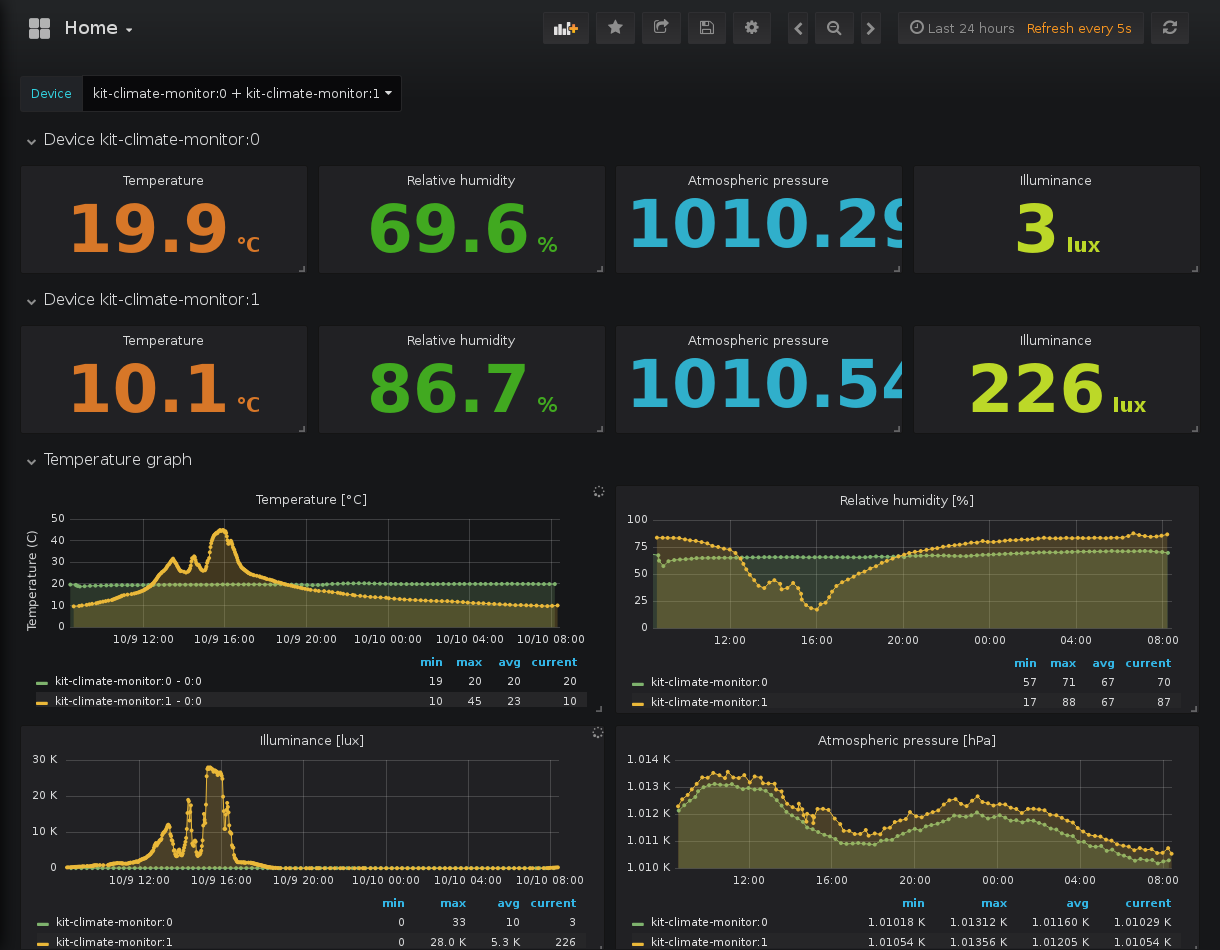 Home
Last 24 hours Refresh every 5s
Device kit-climate-monitor:0 + kit-climate-monitor:1
Device kit-climate-monitor:0
Temperature Relative humidity Atmospheric pressure Illuminance
19.9 °C 69.6 % 1010.29 3 lux
Device kit-climate-monitor:1
Temperature Relative humidity Atmospheric pressure Illuminance
10.1 °C 86.7 % 1010.54 226 lux
Temperature graph
Temperature [°C]
Temperature (C)
50
40
30
20
10
0
10/9 12:00 10/9 16:00 10/9 20:00 10/10 00:00 10/10 04:00 10/10 08:00
min max avg current
kit-climate-monitor:0 - 0:0 19 20 20 20
kit-climate-monitor:1 - 0:0 10 45 23 10
Relative humidity [%]
100
75
50
25
0
12:00 16:00 20:00 00:00 04:00 08:00
min max avg current
kit-climate-monitor:0 57 71 67 70
kit-climate-monitor:1 17 88 67 87
Illuminance [lux]
30 K
20 K
10 K
0
10/9 12:00 10/9 16:00 10/9 20:00 10/10 00:00 10/10 04:00 10/10 08:00
min max avg current
kit-climate-monitor:0 0 33 10 3
kit-climate-monitor:1 0 28.0 K 5.3 K 226
Atmospheric pressure [hPa]
1.014 K
1.013 K
1.012 K
1.011 K
1.010 K
12:00 16:00 20:00 00:00 04:00 08:00
min max avg current
kit-climate-monitor:0 1.01018 K 1.01312 K 1.01160 K 1.01029 K
kit-climate-monitor:1 1.01054 K 1.01356 K 1.01205 K 1.01054 K